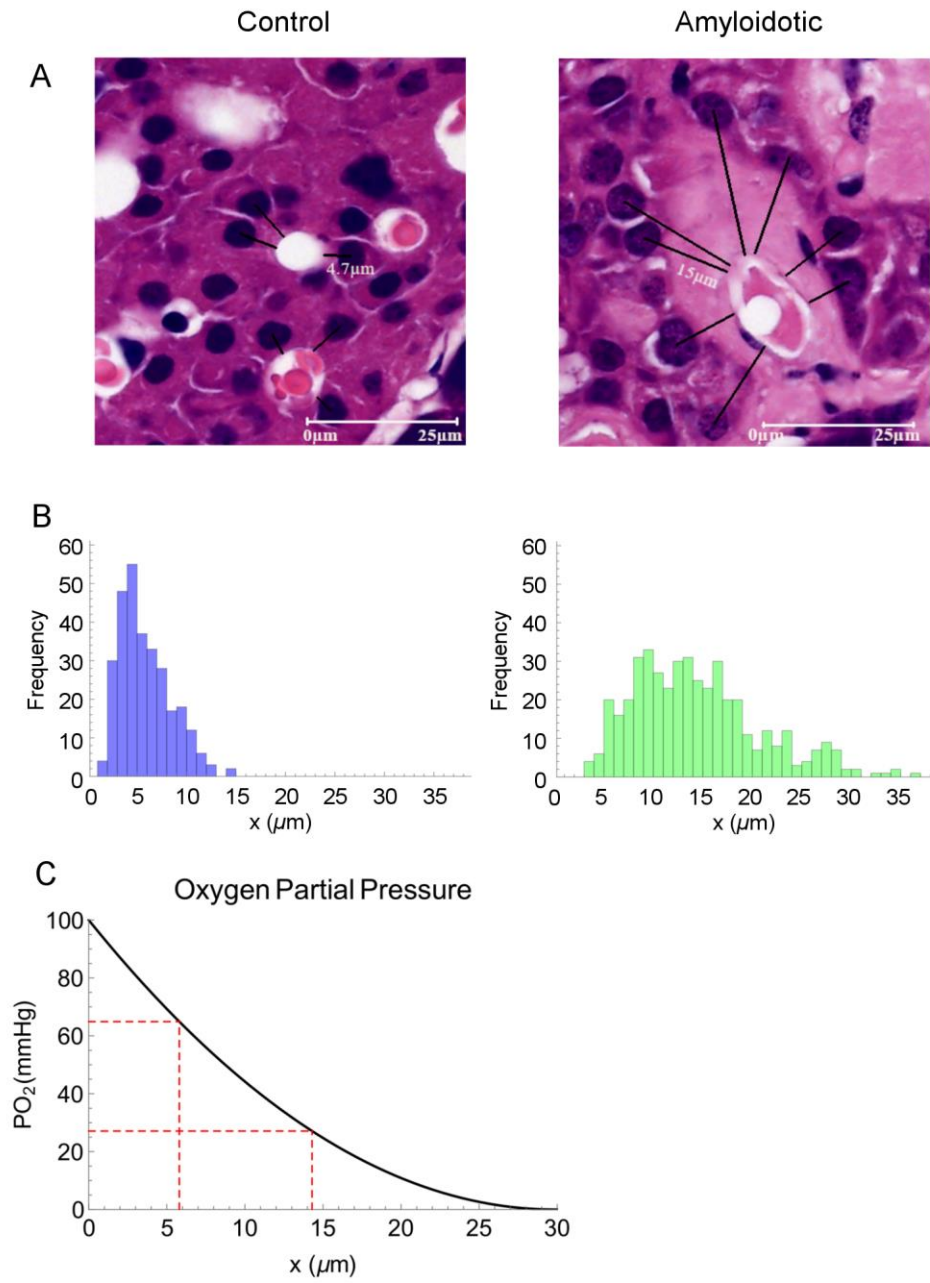 Control Amyloidotic
A
4.7µm
15µm
0µm 25µm
0µm 25µm
B
60
50
40
30
20
10
0
Frequency
0 5 10 15 20 25 30 35
x (µm)
60
50
40
30
20
10
0
Frequency
0 5 10 15 20 25 30 35
x (µm)
C
Oxygen Partial Pressure
100
80
60
40
20
0
PO₂(mmHg)
0 5 10 15 20 25 30
x (µm)